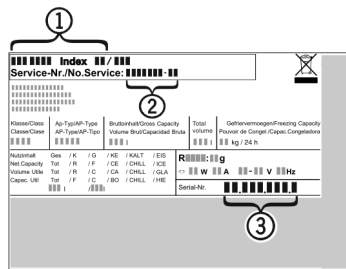 ①
Index /
Service-Nr./No.Service: -
②
Klasse/Class Ap-Typ/AP-Type Bruttoinhalt/Gross Capacity Total Gefriervermoegen/Freezing Capacity
Classe/Clase AP-Type/AP-Tipo Volume Brut/Capacidad Bruta volume Pouvoir de Congel./Capac.Congeladora
l l kg / 24 h
Nutzinhalt Ges / K / G / KE / KALT / EIS
Net.Capacity Tot / R / F / CE / CHILL / ICE
Volume Utile Tot / R / C / CA / CHILL / GLA
Capac. Util Tot / F / C / BO / CHILL / HIE
l / l
R : g
W A - V Hz
Serial-Nr. . . .
③